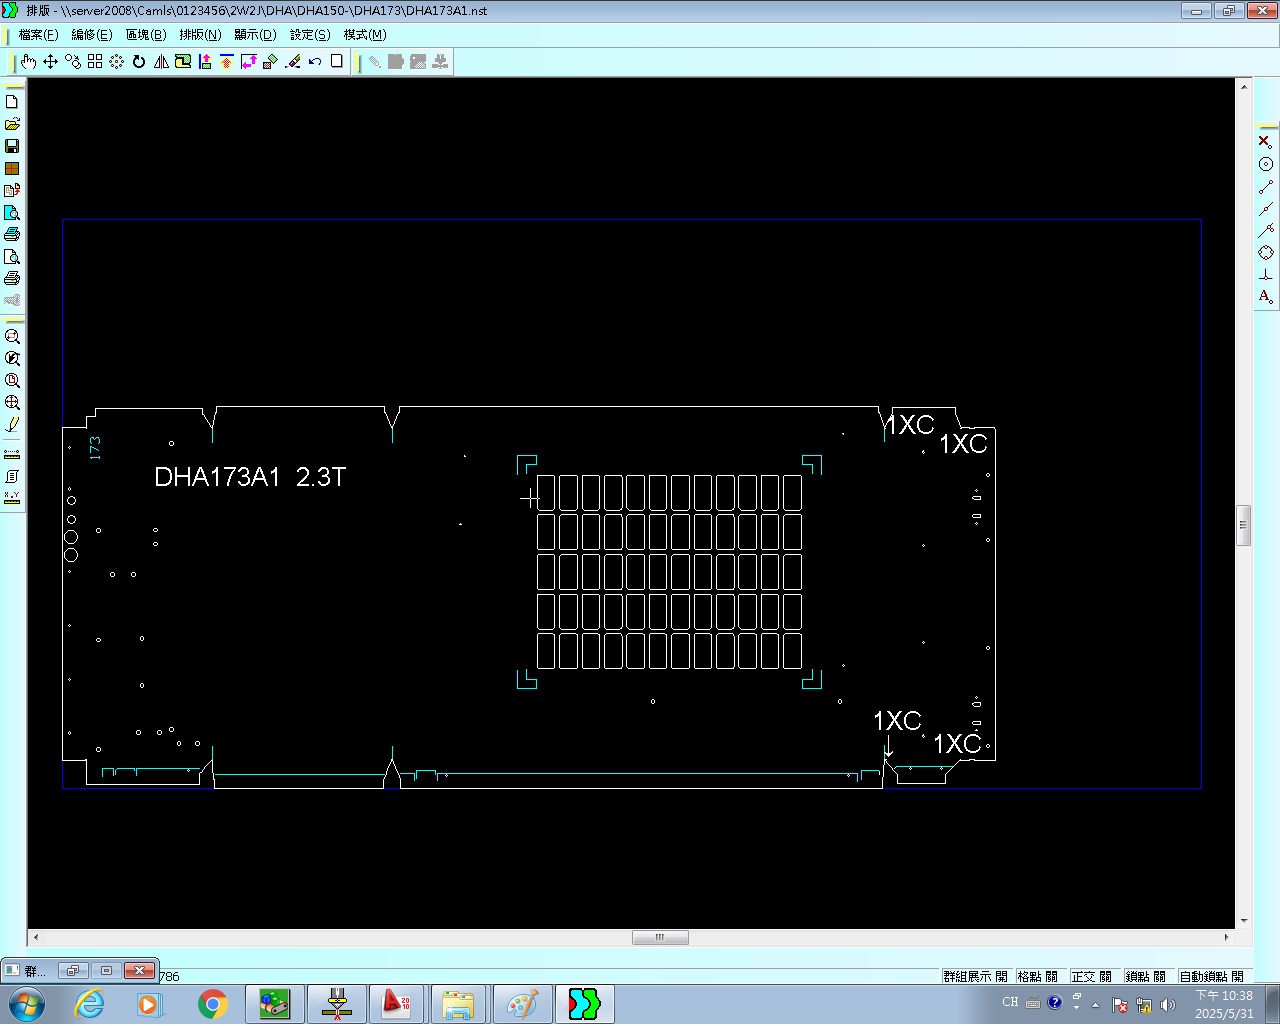 排版 - \\server2008\Camls\0123456\2W2J\DHA\DHA150-\DHA173\DHA173A1.nst
檔案(F) 編修(E) 區塊(B) 排版(N) 顯示(D) 設定(S) 模式(M)
1XC
1XC
173
DHA173A1 2.3T
1XC
1XC
群...
786
群組展示 開 格點 關 正交 關 鎖點 關 自動鎖點 開
CH
下午 10:38
2025/5/31